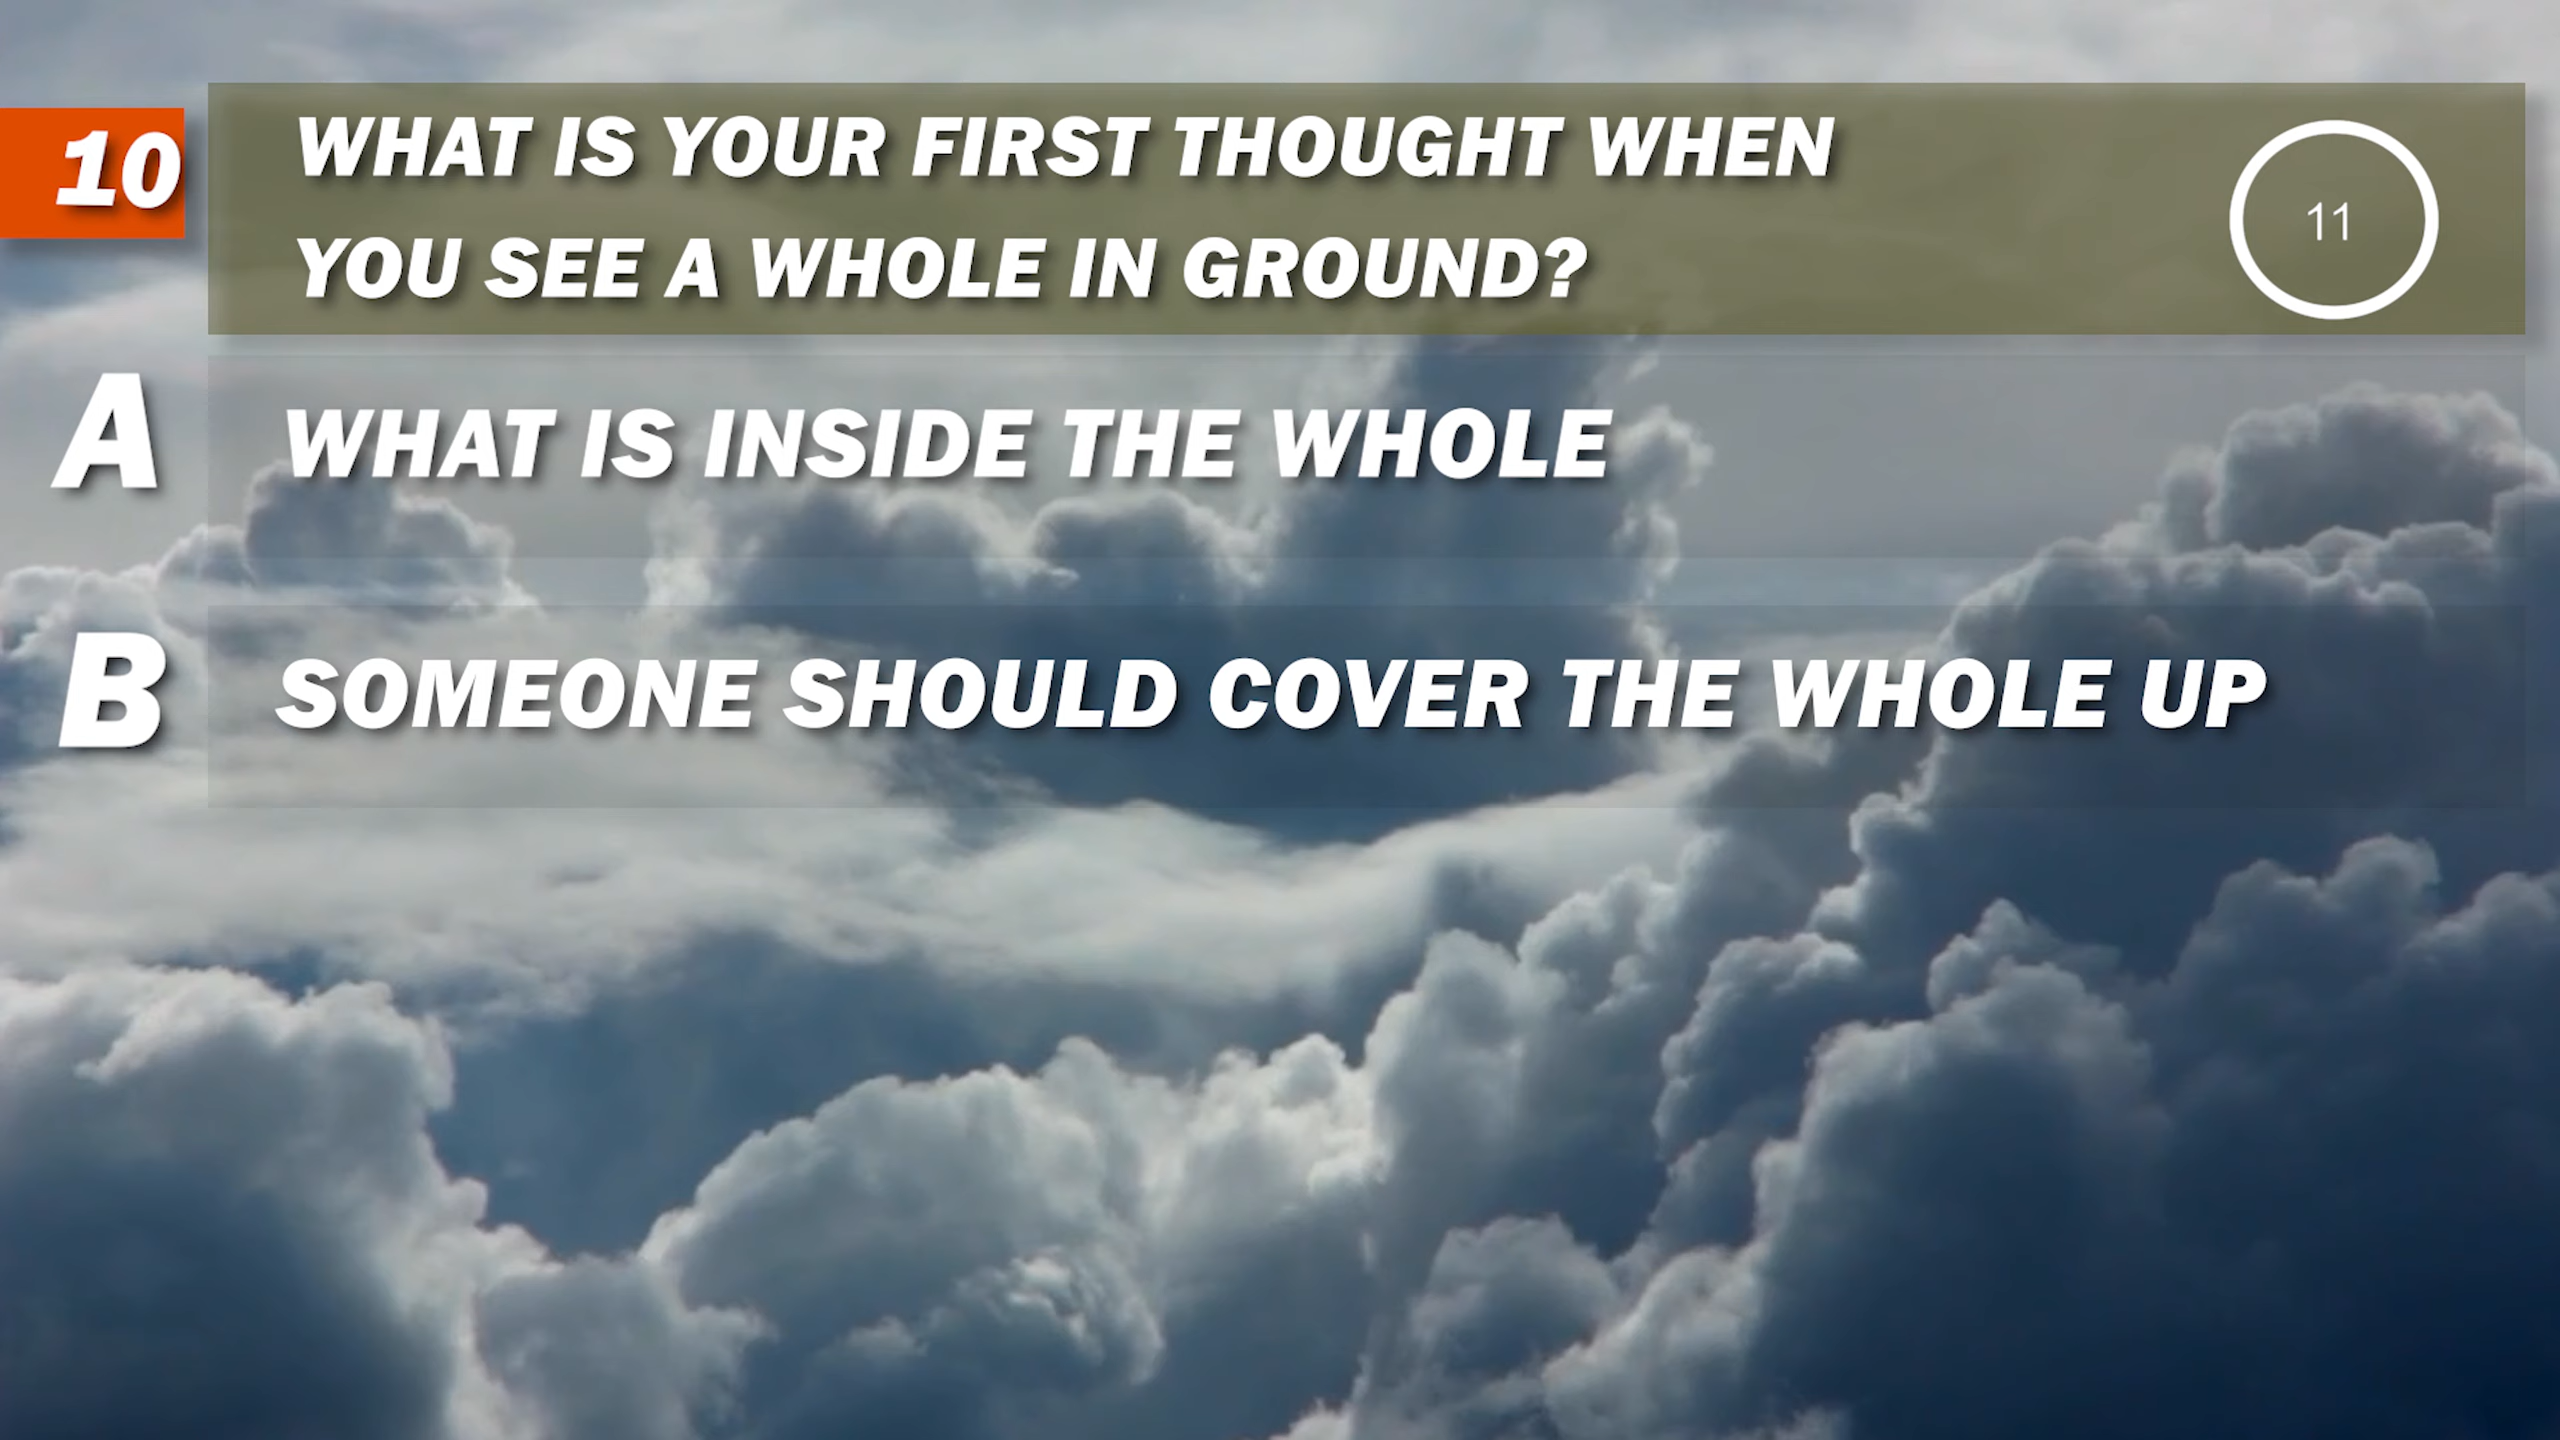 10
WHAT IS YOUR FIRST THOUGHT WHEN
YOU SEE A WHOLE IN GROUND?
11
A
WHAT IS INSIDE THE WHOLE
B
SOMEONE SHOULD COVER THE WHOLE UP